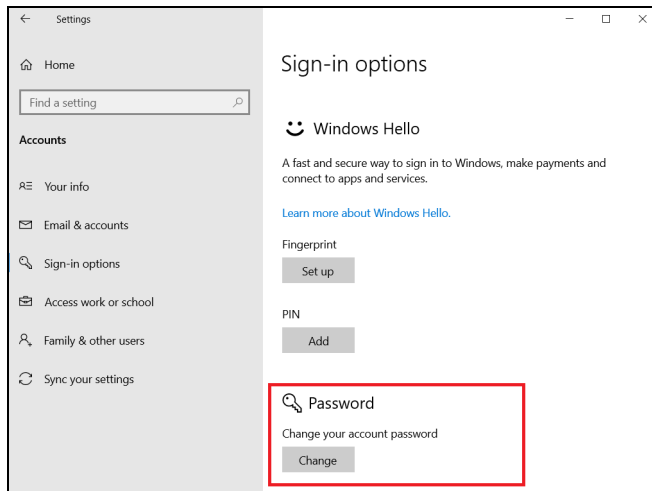 Settings
Home
Find a setting
Accounts
Your info
Email & accounts
Sign-in options
Access work or school
Family & other users
Sync your settings
Sign-in options
Windows Hello
A fast and secure way to sign in to Windows, make payments and
connect to apps and services.
Learn more about Windows Hello.
Fingerprint
Set up
PIN
Add
Password
Change your account password
Change